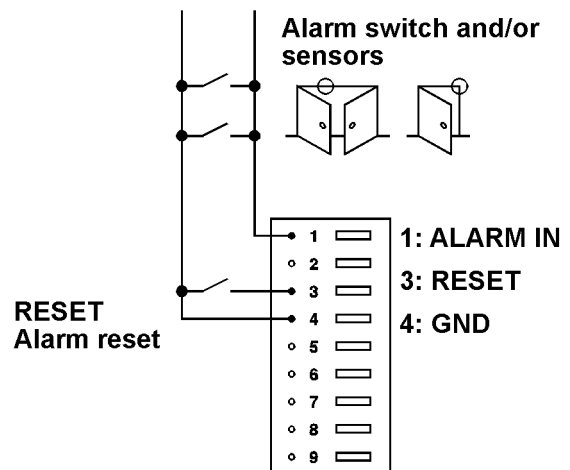 Alarm switch and/or
sensors
1
1: ALARM IN
2
3
3: RESET
RESET
Alarm reset
4
4: GND
5
6
7
8
9